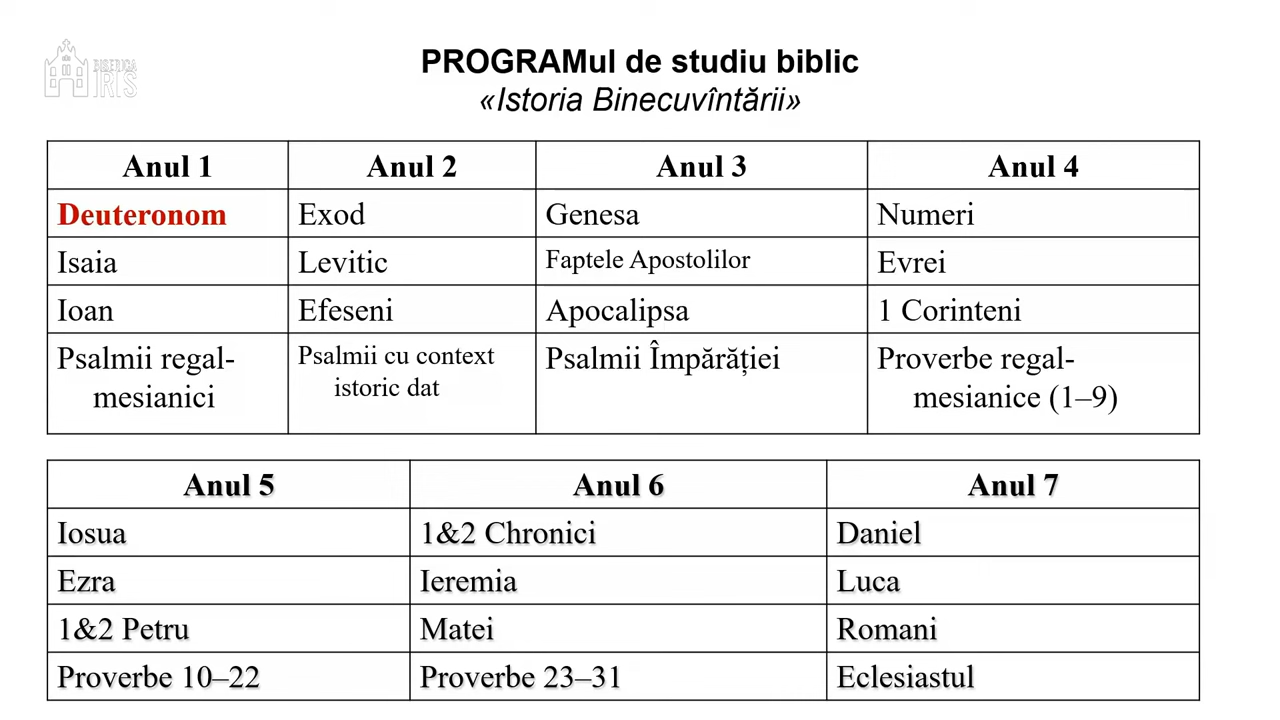 BISERICA
IRIS
PROGRAMul de studiu biblic
«Istoria Binecuvîntării»
Anul 1 Anul 2 Anul 3 Anul 4
Deuteronom Exod Genesa Numeri
Isaia Levitic Faptele Apostolilor Evrei
Ioan Efeseni Apocalipsa 1 Corinteni
Psalmii regal- Psalmii cu context Psalmii Împărăției Proverbe regal-
mesianici istoric dat mesianice (1–9)
Anul 5 Anul 6 Anul 7
Iosua 1&2 Chronici Daniel
Ezra Ieremia Luca
1&2 Petru Matei Romani
Proverbe 10–22 Proverbe 23–31 Eclesiastul